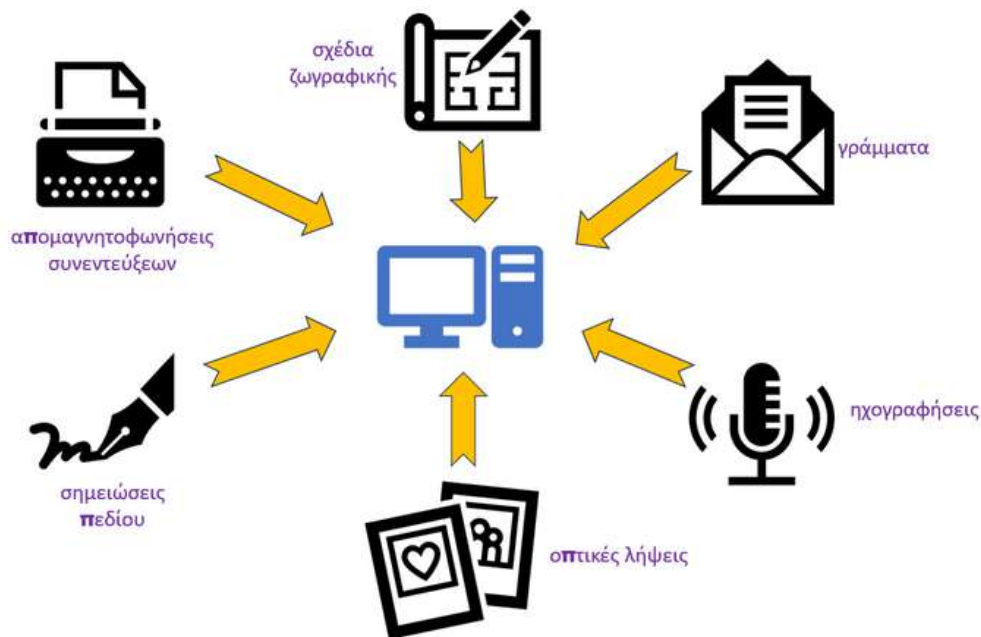 σχέδια
ζωγραφικής
γράμματα
απομαγνητοφωνήσεις
συνεντεύξεων
ηχογραφήσεις
σημειώσεις
πεδίου
οπτικές λήψεις